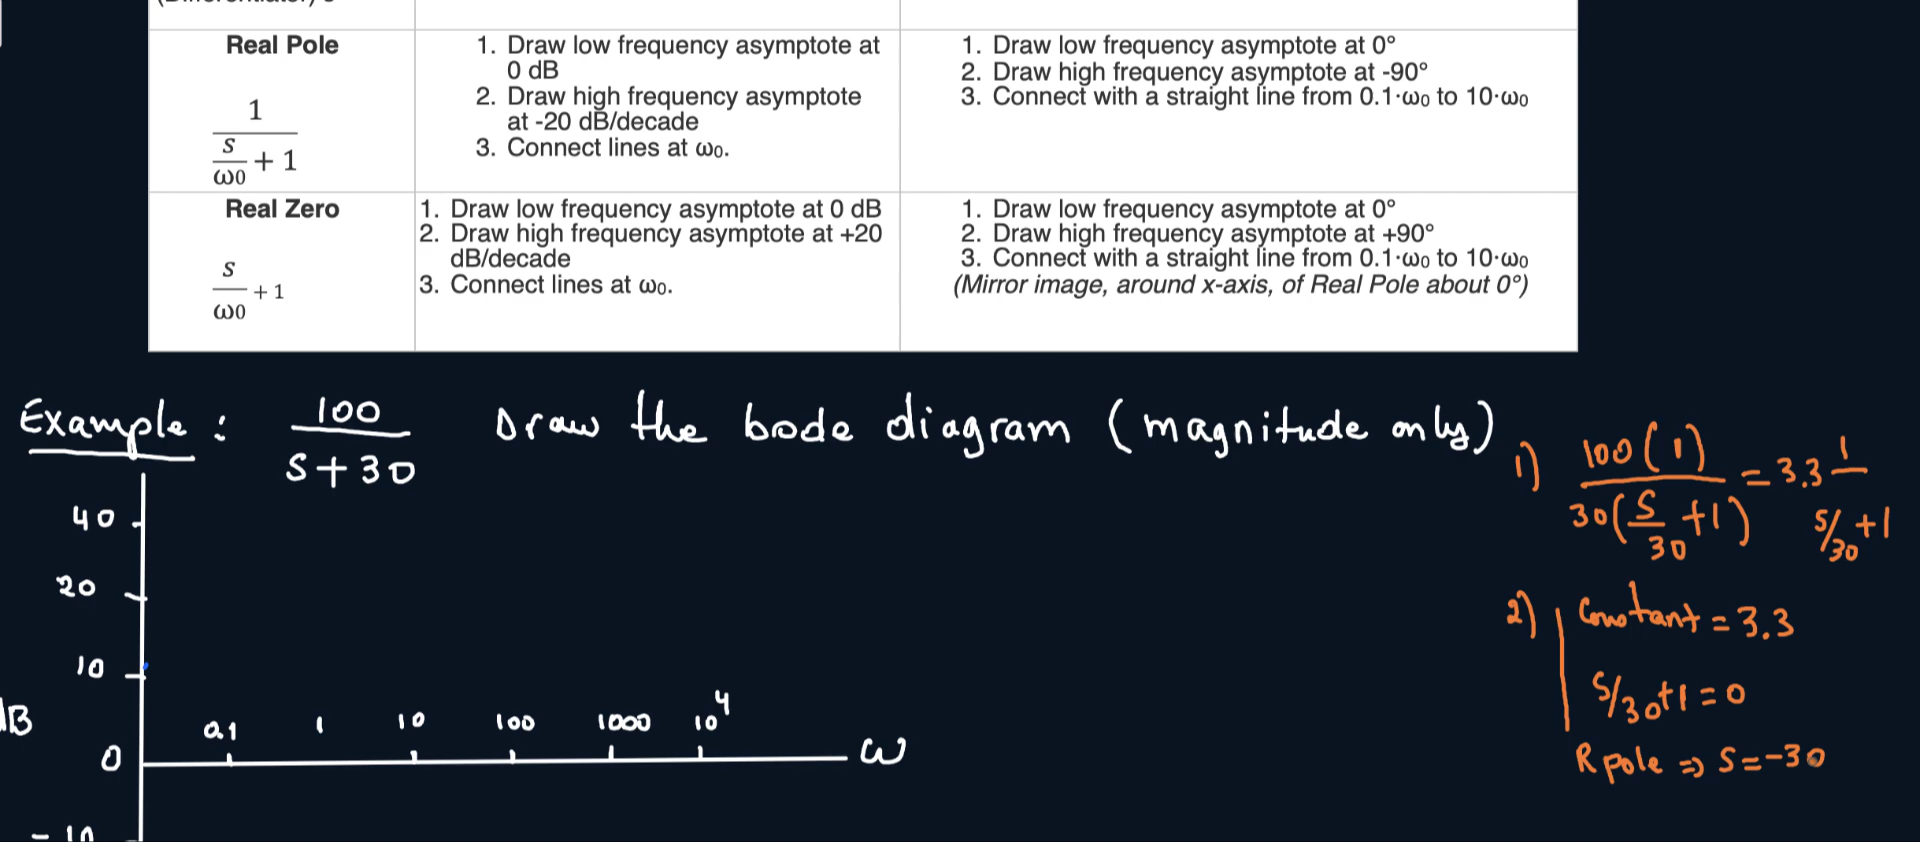 Real Pole
1
s/ω0 + 1
1. Draw low frequency asymptote at
0 dB
2. Draw high frequency asymptote
at -20 dB/decade
3. Connect lines at ω₀.
1. Draw low frequency asymptote at 0°
2. Draw high frequency asymptote at -90°
3. Connect with a straight line from 0.1·ω₀ to 10·ω₀
Real Zero
s/ω0 + 1
1. Draw low frequency asymptote at 0 dB
2. Draw high frequency asymptote at +20
dB/decade
3. Connect lines at ω₀.
1. Draw low frequency asymptote at 0°
2. Draw high frequency asymptote at +90°
3. Connect with a straight line from 0.1·ω₀ to 10·ω₀
(Mirror image, around x-axis, of Real Pole about 0°)
Example : 100/(s+30) Draw the bode diagram (magnitude only)
40
20
10
dB
0
-10
0.1 1 10 100 1000 10⁴
ω
1) 100(1)/30(s/30 +1) = 3.3 1/(s/30 +1)
2) Constant = 3.3
s/30+1 = 0
R pole ⇒ s = -30